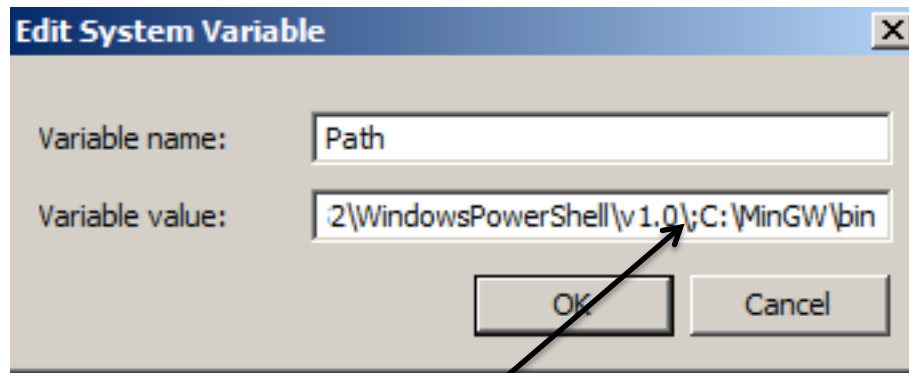 Edit System Variable
Variable name:
Path
Variable value:
2\WindowsPowerShell\v1.0\;C:\MinGW\bin
OK
Cancel